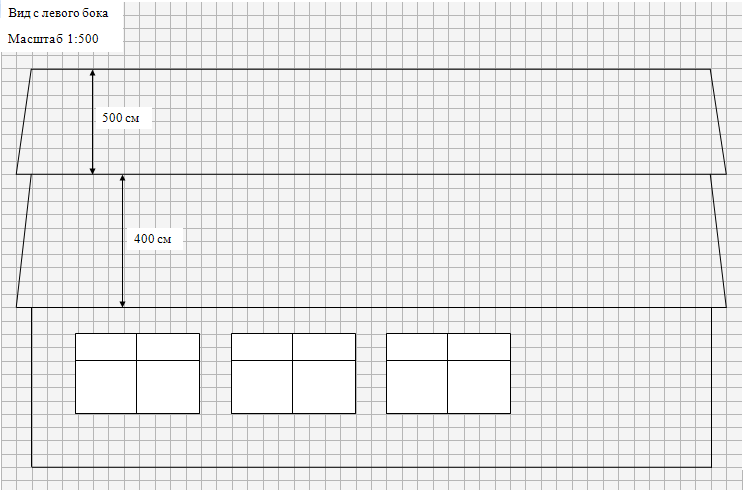 Вид с левого бока
Масштаб 1:500
500 см
400 см